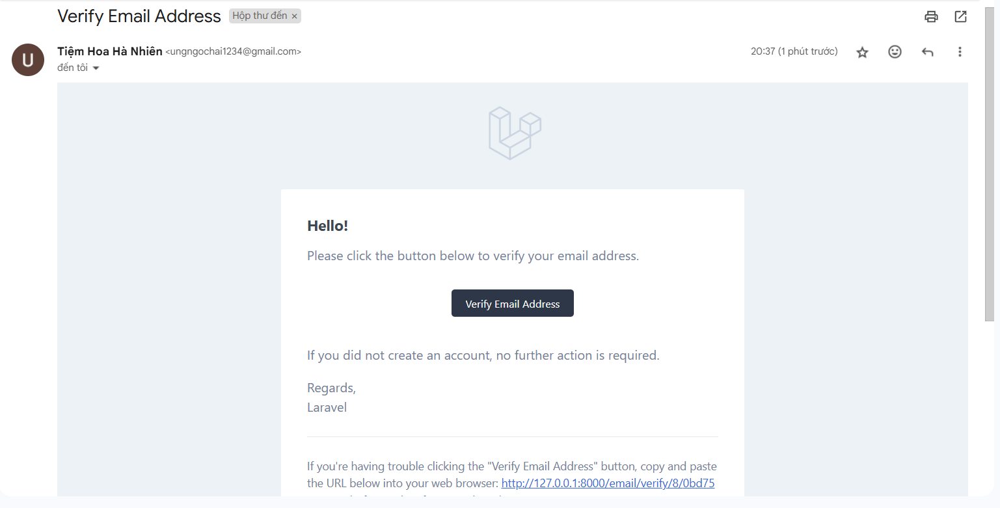 Verify Email Address Hộp thư đến ×
U
Tiệm Hoa Hà Nhiên <ungngochai1234@gmail.com> 20:37 (1 phút trước)
đến tôi
Hello!
Please click the button below to verify your email address.
Verify Email Address
If you did not create an account, no further action is required.
Regards,
Laravel
If you're having trouble clicking the "Verify Email Address" button, copy and paste
the URL below into your web browser: http://127.0.0.1:8000/email/verify/8/0bd75